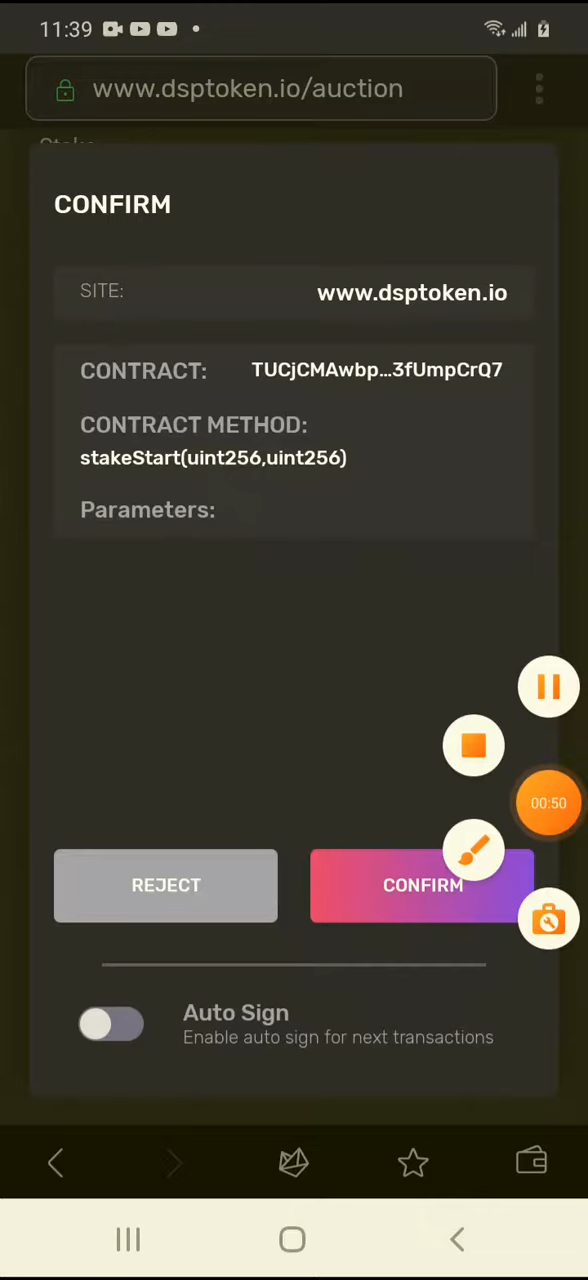 11:39
www.dsptoken.io/auction
CONFIRM
SITE: www.dsptoken.io
CONTRACT: TUCjCMAwbp...3fUmpCrQ7
CONTRACT METHOD:
stakeStart(uint256,uint256)
Parameters:
00:50
REJECT CONFIRM
Auto Sign
Enable auto sign for next transactions